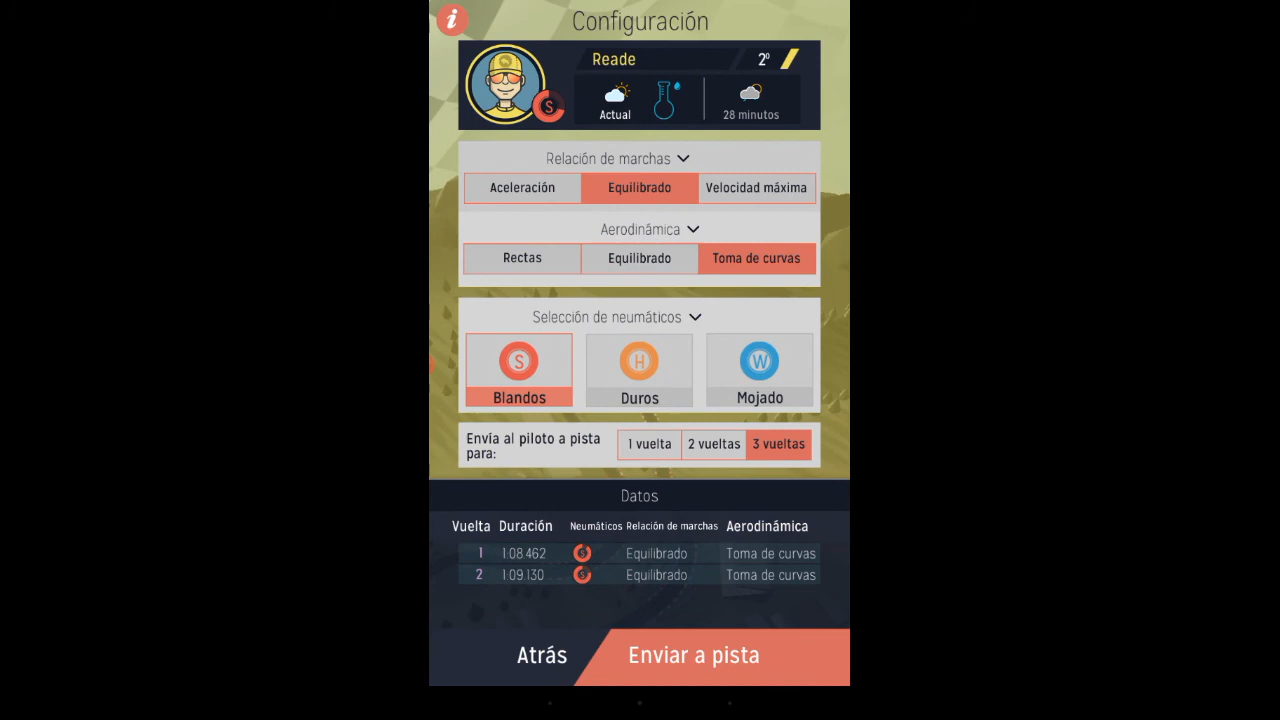 i
Configuración
Reade 2º
S
Actual 28 minutos
Relación de marchas
Aceleración Equilibrado Velocidad máxima
Aerodinámica
Rectas Equilibrado Toma de curvas
Selección de neumáticos
S H W
Blandos Duros Mojado
Envía al piloto a pista
para:
1 vuelta 2 vueltas 3 vueltas
Datos
Vuelta Duración Neumáticos Relación de marchas Aerodinámica
1 1:08.462 S Equilibrado Toma de curvas
2 1:09.130 S Equilibrado Toma de curvas
Atrás Enviar a pista